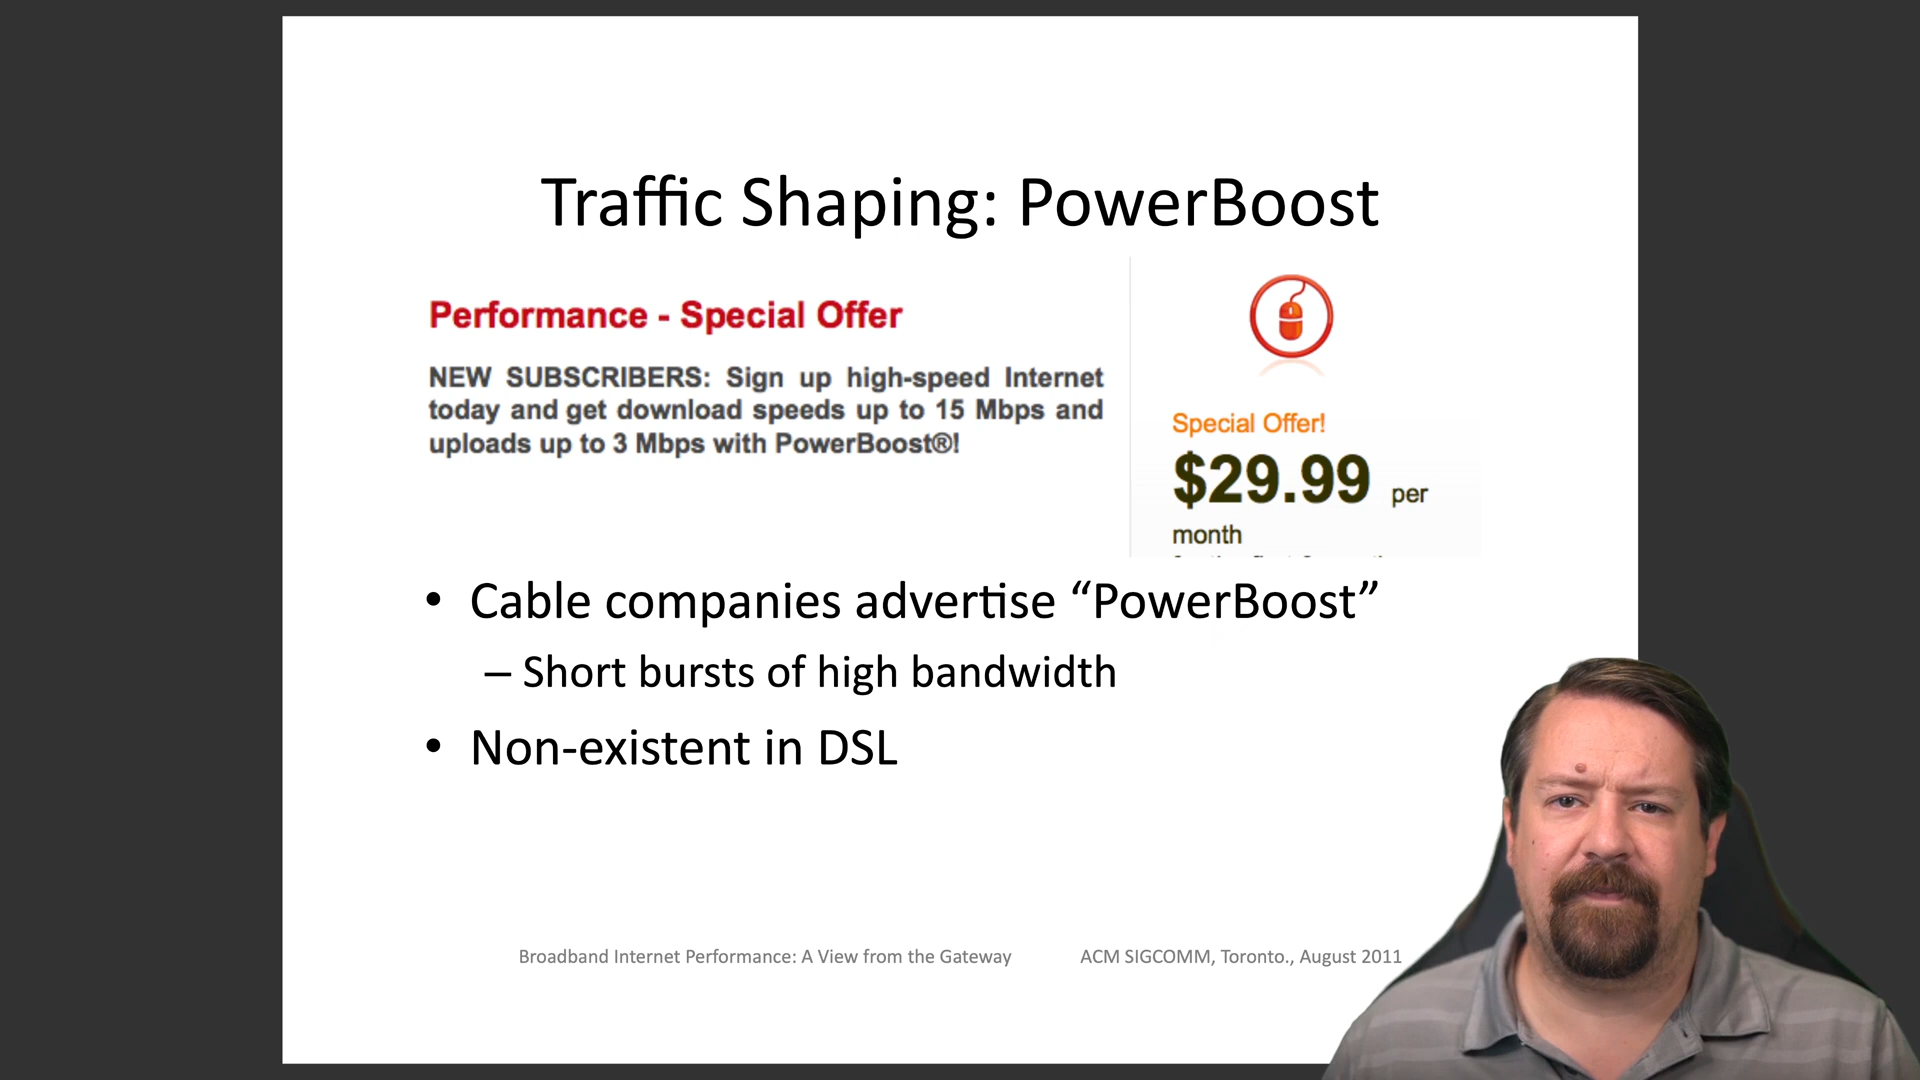 Traffic Shaping: PowerBoost
Performance - Special Offer
NEW SUBSCRIBERS: Sign up high-speed Internet
today and get download speeds up to 15 Mbps and
uploads up to 3 Mbps with PowerBoost®!
Special Offer!
$29.99 per
month
• Cable companies advertise “PowerBoost”
– Short bursts of high bandwidth
• Non-existent in DSL
Broadband Internet Performance: A View from the Gateway
ACM SIGCOMM, Toronto., August 2011